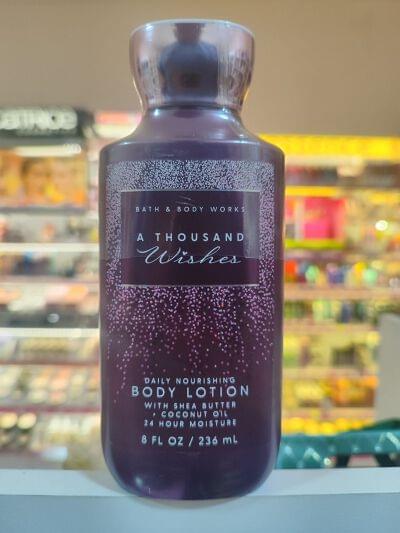 BATH & BODY WORKS
A THOUSAND
Wishes
DAILY NOURISHING
BODY LOTION
WITH SHEA BUTTER
+ COCONUT OIL
24 HOUR MOISTURE
8 FL OZ / 236 mL
CATRICE